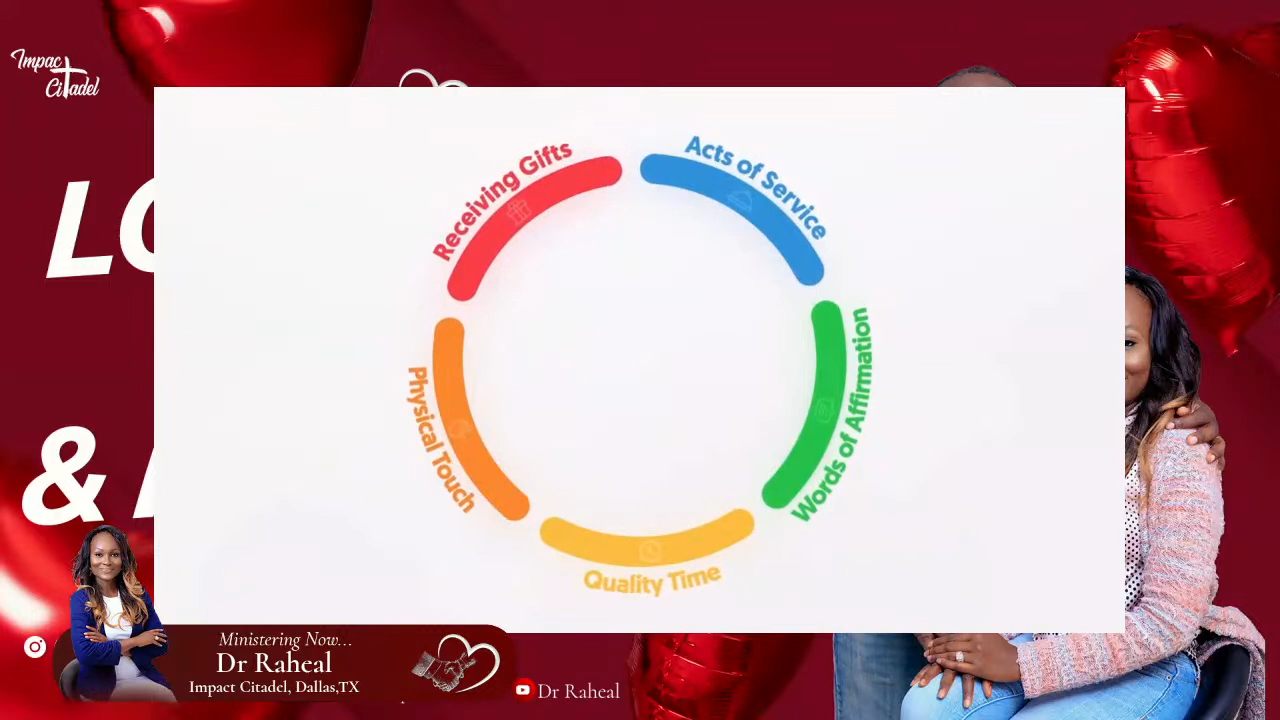 Impac
Citadel
LO
&
Receiving Gifts
Acts of Service
Words of Affirmation
Quality Time
Physical Touch
Ministering Now...
Dr Raheal
Impact Citadel, Dallas,TX
Dr Raheal